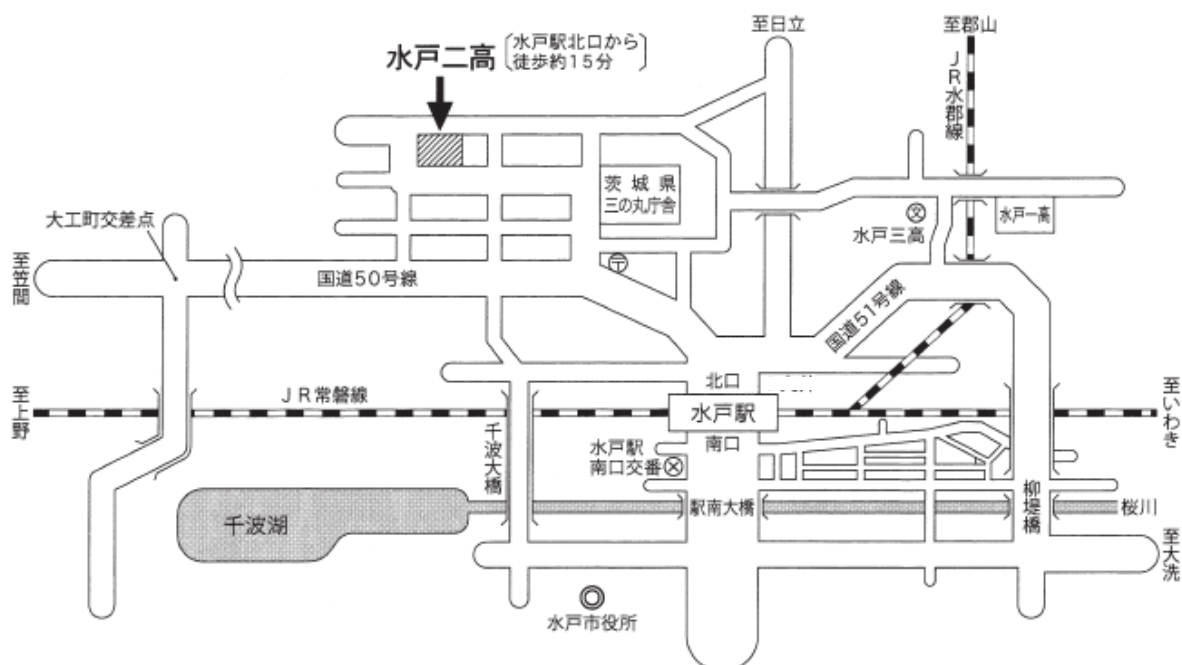 至日立
至郡山
水戸二高
水戸駅北口から
徒歩約15分
JR水郡線
茨城県
三の丸庁舎
水戸一高
水戸三高
大工町交差点
至笠間
国道50号線
〒
文
国道51号線
北口
至上野
JR常磐線
水戸駅
至いわき
南口
千波大橋
水戸駅
南口交番
千波湖
駅南大橋
柳堤橋
桜川
至大洗
水戸市役所